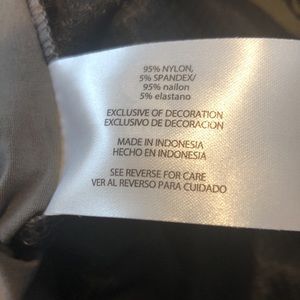 95% NYLON,
5% SPANDEX/
95% nailon
5% elastano
EXCLUSIVE OF DECORATION
EXCLUSIVO DE DECORACION
MADE IN INDONESIA
HECHO EN INDONESIA
SEE REVERSE FOR CARE
VER AL REVERSO PARA CUIDADO